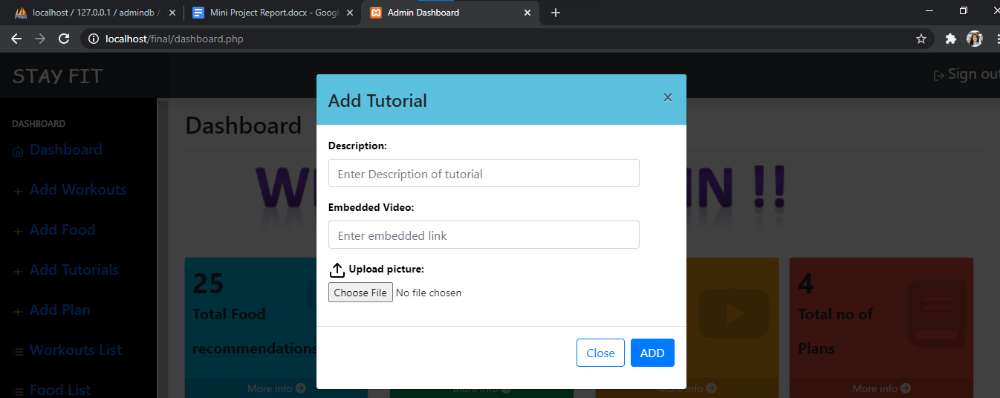 localhost / 127.0.0.1 / admindb /
Mini Project Report.docx - Googl
Admin Dashboard
localhost/final/dashboard.php
STAY FIT
Sign out
Add Tutorial
×
DASHBOARD
Dashboard
Dashboard
Add Workouts
Add Food
Add Tutorials
Add Plan
Workouts List
Food List
Description:
Enter Description of tutorial
Embedded Video:
Enter embedded link
Upload picture:
Choose File No file chosen
Close ADD
IN !!
25
Total Food
recommendations
More info
More info
More info
4
Total no of
Plans
More info